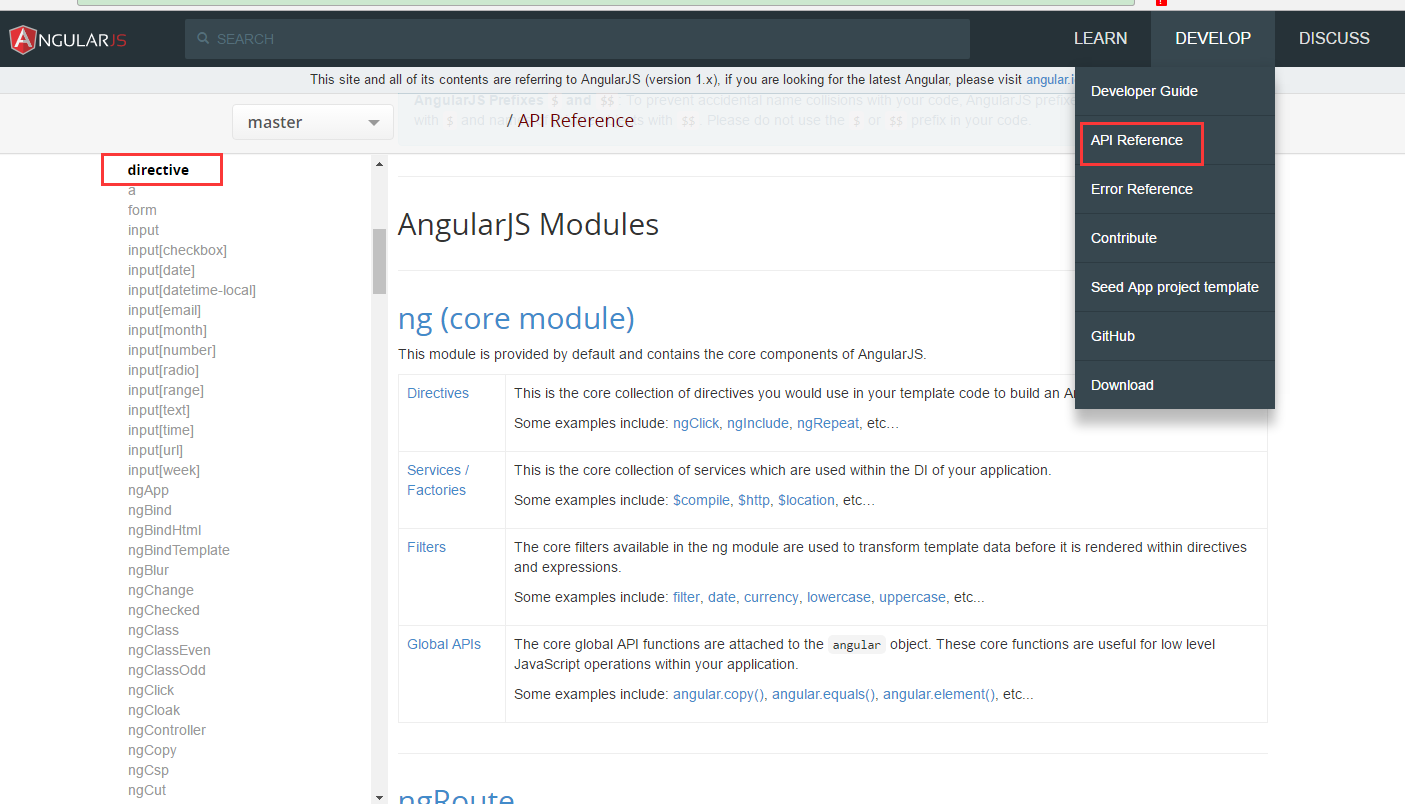 ANGULARJS
SEARCH
LEARN
DEVELOP
DISCUSS
This site and all of its contents are referring to AngularJS (version 1.x), if you are looking for the latest Angular, please visit angular.i
Developer Guide
API Reference
Error Reference
Contribute
Seed App project template
GitHub
Download
AngularJS Prefixes $ and $$ : To prevent accidental name collisions with your code, AngularJS prefixe
with $ and nam ts with $$ . Please do not use the $ or $$ prefix in your code.
master
/ API Reference
directive
a
form
input
input[checkbox]
input[date]
input[datetime-local]
input[email]
input[month]
input[number]
input[radio]
input[range]
input[text]
input[time]
input[url]
input[week]
ngApp
ngBind
ngBindHtml
ngBindTemplate
ngBlur
ngChange
ngChecked
ngClass
ngClassEven
ngClassOdd
ngClick
ngCloak
ngController
ngCopy
ngCsp
ngCut
AngularJS Modules
ng (core module)
This module is provided by default and contains the core components of AngularJS.
Directives
This is the core collection of directives you would use in your template code to build an A
Some examples include: ngClick, ngInclude, ngRepeat, etc…
Services /
Factories
This is the core collection of services which are used within the DI of your application.
Some examples include: $compile, $http, $location, etc…
Filters
The core filters available in the ng module are used to transform template data before it is rendered within directives
and expressions.
Some examples include: filter, date, currency, lowercase, uppercase, etc...
Global APIs
The core global API functions are attached to the angular object. These core functions are useful for low level
JavaScript operations within your application.
Some examples include: angular.copy(), angular.equals(), angular.element(), etc...
ngRoute